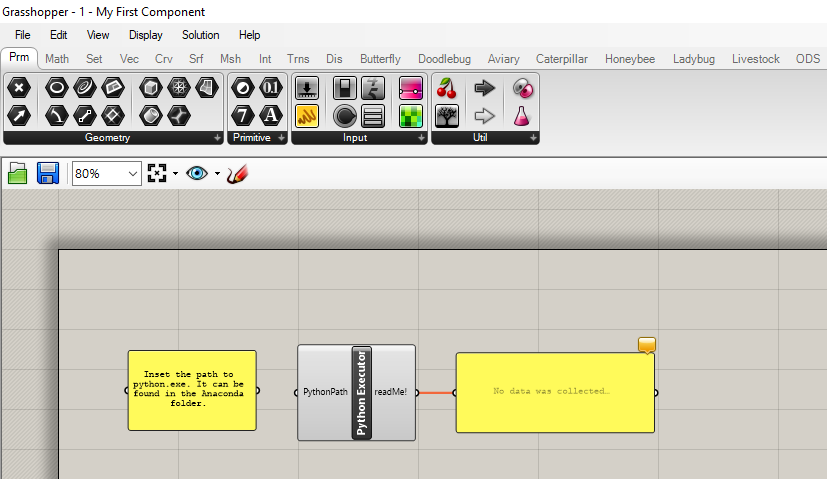 Grasshopper - 1 - My First Component
File Edit View Display Solution Help
Prm Math Set Vec Crv Srf Msh Int Trns Dis Butterfly Doodlebug Aviary Caterpillar Honeybee Ladybug Livestock ODS
0.1
7 A
Geometry Primitive Input Util
80%
Inset the path to
python.exe. It can be
found in the Anaconda
folder.
PythonPath
Python Executor
readMe!
No data was collected…